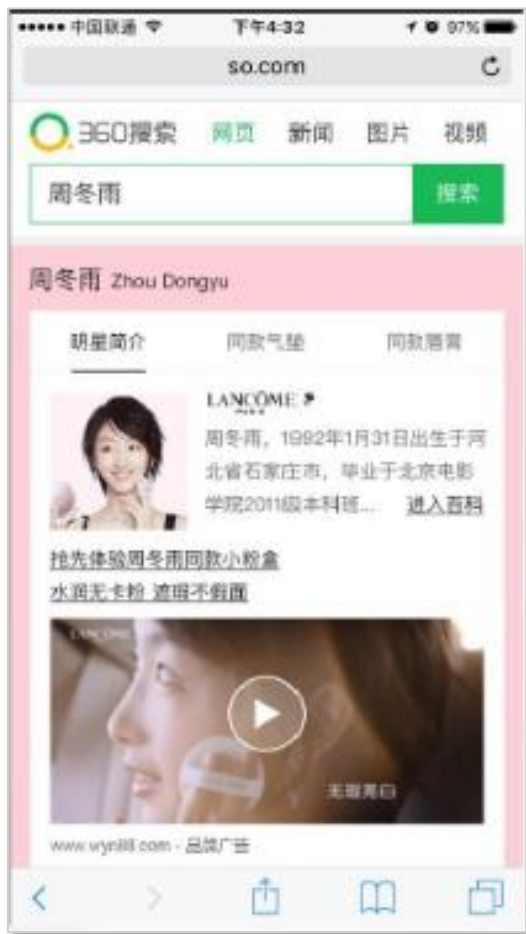 中国联通 下午4:32 97%
so.com
360搜索 网页 新闻 图片 视频
周冬雨 搜索
周冬雨 Zhou Dongyu
明星简介 同款气垫 同款唇膏
LANCÔME
周冬雨，1992年1月31日出生于河
北省石家庄市，毕业于北京电影
学院2011级本科班... 进入百科
抢先体验周冬雨同款小粉盒
水润无卡粉 遮瑕不假面
LANCOME
无瑕亮白
品牌广告